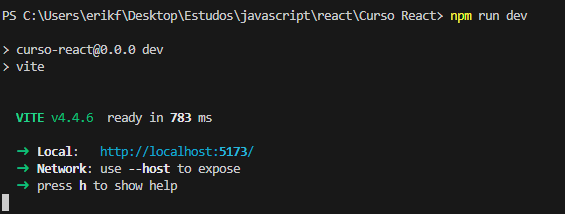 PS C:\Users\erikf\Desktop\Estudos\javascript\react\Curso React> npm run dev
> curso-react@0.0.0 dev
> vite
VITE v4.4.6  ready in 783 ms
➜ Local:   http://localhost:5173/
➜ Network: use --host to expose
➜ press h to show help